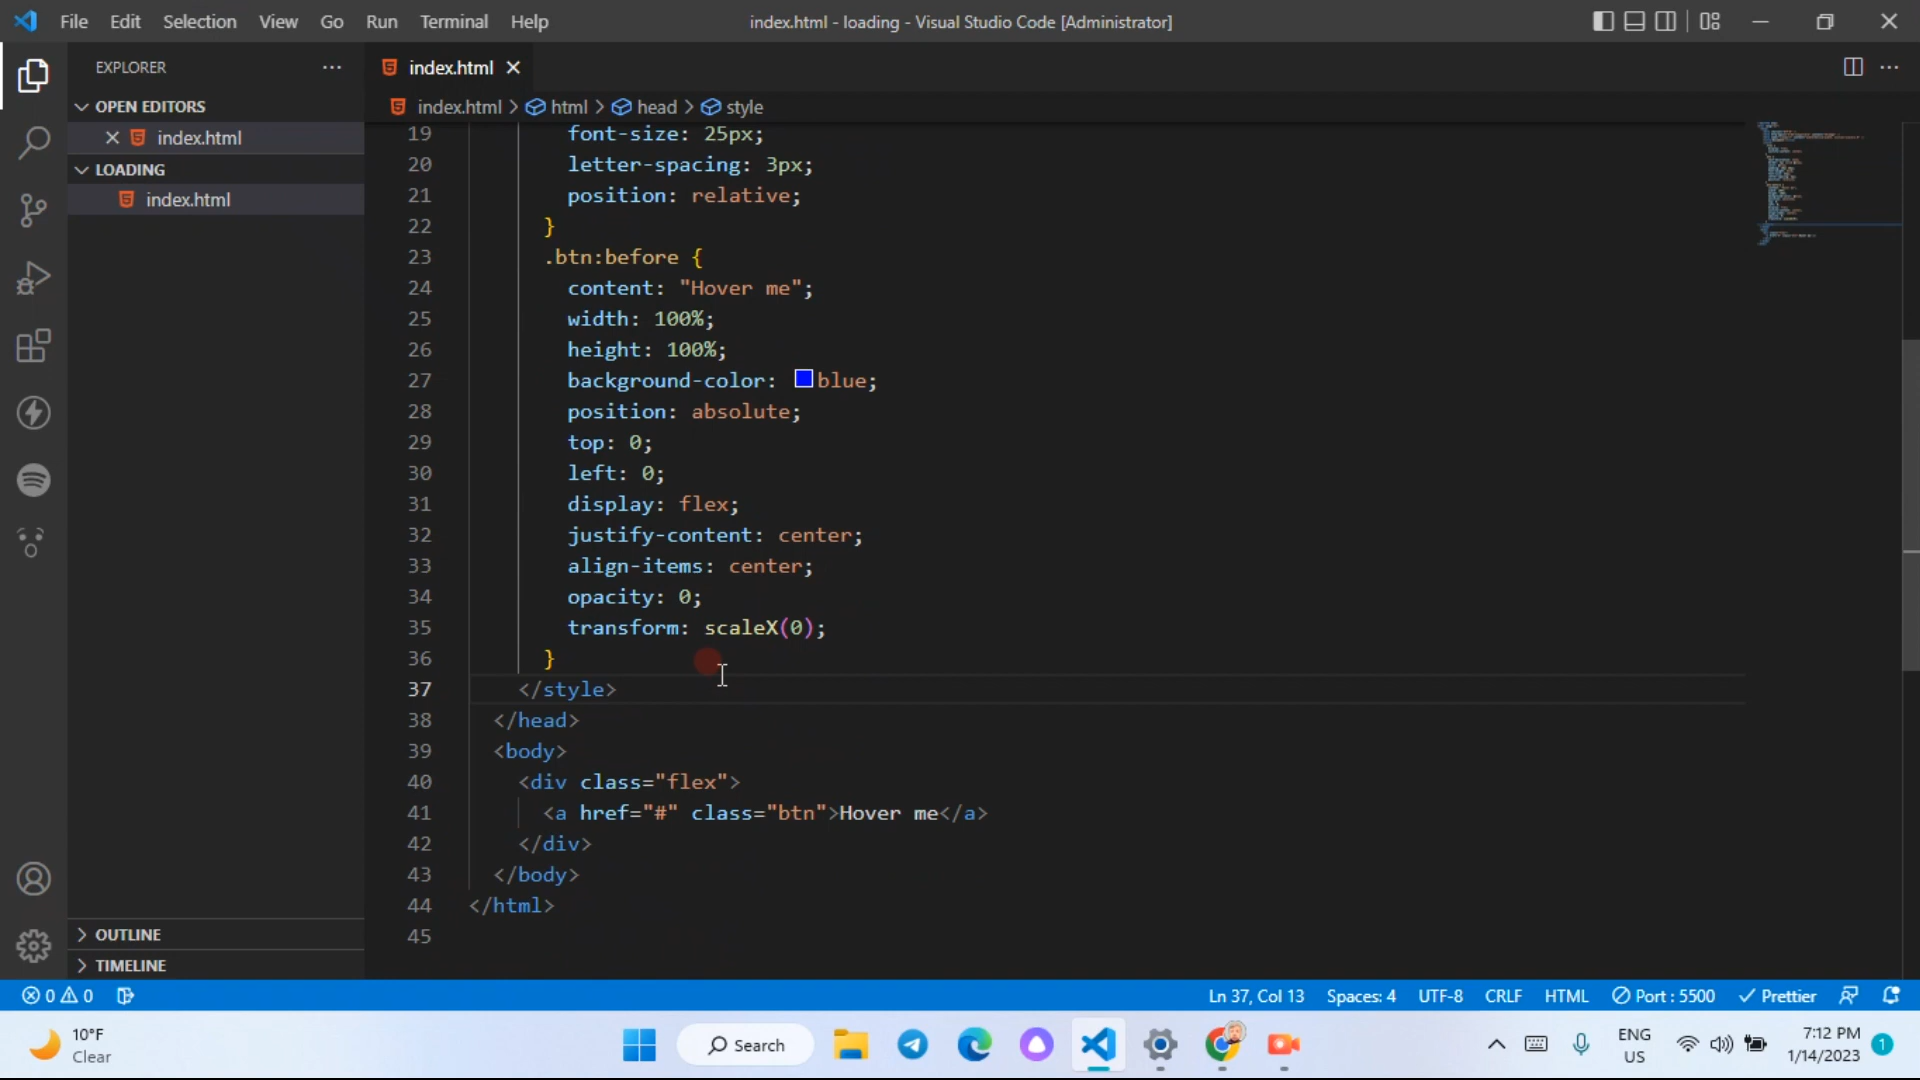 File Edit Selection View Go Run Terminal Help
index.html - loading - Visual Studio Code [Administrator]
EXPLORER
OPEN EDITORS
index.html
LOADING
index.html
OUTLINE
TIMELINE
index.html
index.html > html > head > style
19 font-size: 25px;
20 letter-spacing: 3px;
21 position: relative;
22 }
23 .btn:before {
24 content: "Hover me";
25 width: 100%;
26 height: 100%;
27 background-color: blue;
28 position: absolute;
29 top: 0;
30 left: 0;
31 display: flex;
32 justify-content: center;
33 align-items: center;
34 opacity: 0;
35 transform: scaleX(0);
36 }
37 </style>
38 </head>
39 <body>
40 <div class="flex">
41 <a href="#" class="btn">Hover me</a>
42 </div>
43 </body>
44 </html>
45
0 0
Ln 37, Col 13 Spaces: 4 UTF-8 CRLF HTML Port : 5500 Prettier
10°F
Clear
Search
ENG
US
7:12 PM
1/14/2023
1